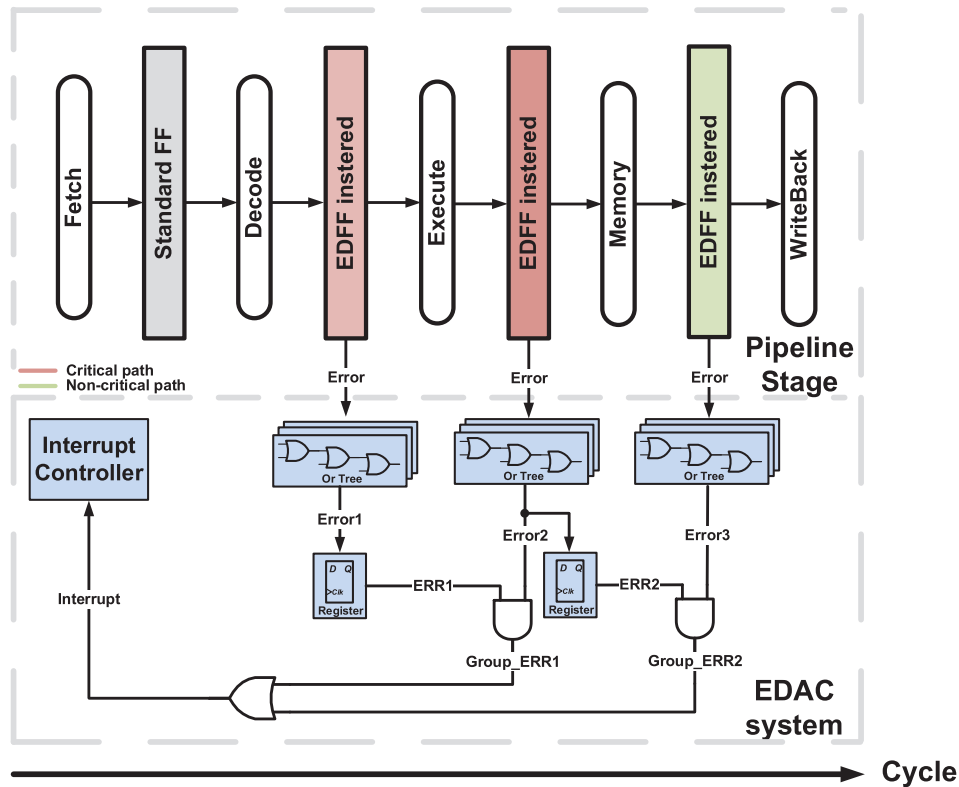 Fetch
Standard FF
Decode
EDFF instered
Execute
EDFF instered
Memory
EDFF instered
WriteBack
Pipeline
Stage
Critical path
Non-critical path
Error
Error
Error
Interrupt
Controller
Or Tree
Or Tree
Or Tree
Error1
Error2
Error3
D Q
Clk
Register
ERR1
D Q
Clk
Register
ERR2
Interrupt
Group_ERR1
Group_ERR2
EDAC
system
Cycle